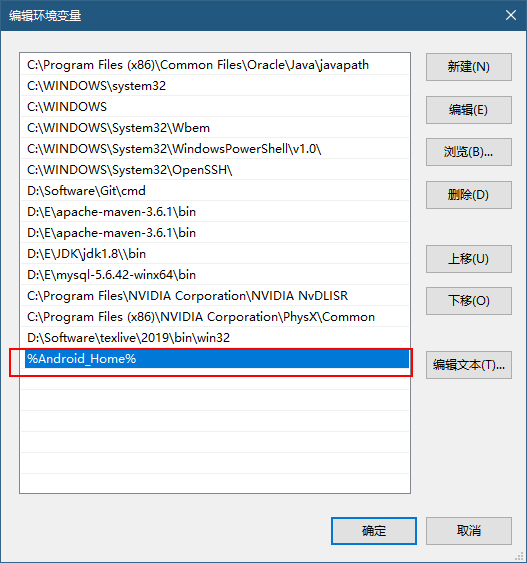 编辑环境变量
C:\Program Files (x86)\Common Files\Oracle\Java\javapath
C:\WINDOWS\system32
C:\WINDOWS
C:\WINDOWS\System32\Wbem
C:\WINDOWS\System32\WindowsPowerShell\v1.0\
C:\WINDOWS\System32\OpenSSH\
D:\Software\Git\cmd
D:\E\apache-maven-3.6.1\bin
D:\E\apache-maven-3.6.1\bin
D:\E\JDK\jdk1.8\\bin
D:\E\mysql-5.6.42-winx64\bin
C:\Program Files\NVIDIA Corporation\NVIDIA NvDLISR
C:\Program Files (x86)\NVIDIA Corporation\PhysX\Common
D:\Software\texlive\2019\bin\win32
%Android_Home%
新建(N)
编辑(E)
浏览(B)...
删除(D)
上移(U)
下移(O)
编辑文本(T)...
确定
取消